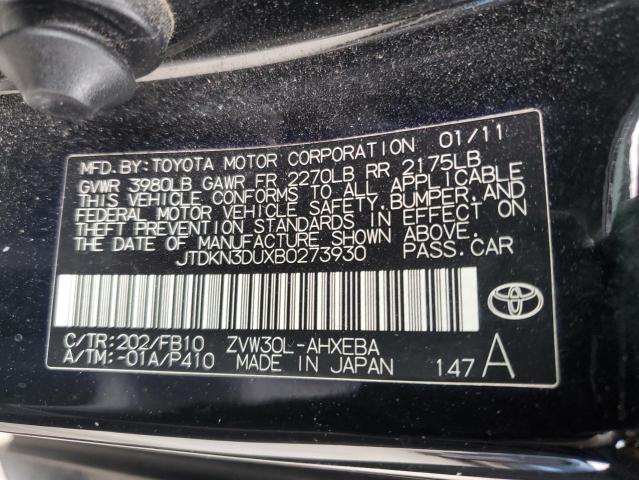 MFD. BY: TOYOTA MOTOR CORPORATION 01/11
GVWR 3980LB GAWR FR 2270LB RR 2175LB
THIS VEHICLE CONFORMS TO ALL APPLICABLE
FEDERAL MOTOR VEHICLE SAFETY, BUMPER, AND
THEFT PREVENTION STANDARDS IN EFFECT ON
THE DATE OF MANUFACTURE SHOWN ABOVE.
JTDKN3DUXB0273930 PASS. CAR
C/TR: 202/FB10 ZVW30L-AHXEBA
A/TM: -01A/P410 MADE IN JAPAN 147 A